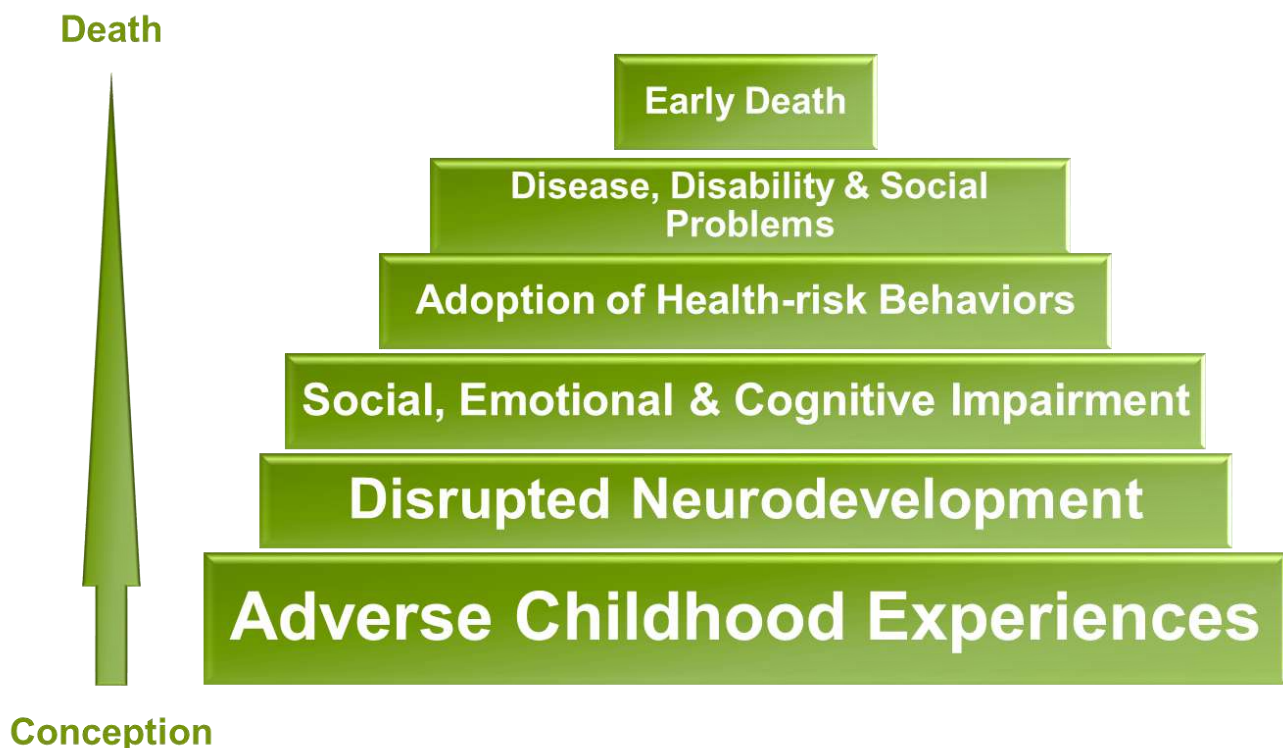 Death
Early Death
Disease, Disability & Social
Problems
Adoption of Health-risk Behaviors
Social, Emotional & Cognitive Impairment
Disrupted Neurodevelopment
Adverse Childhood Experiences
Conception